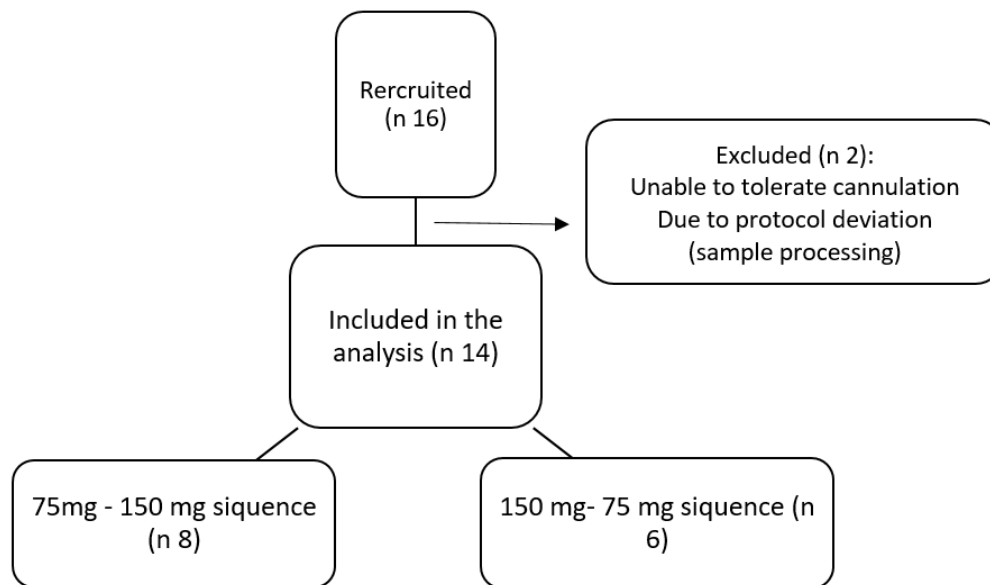 Rercruited
(n 16)
Excluded (n 2):
Unable to tolerate cannulation
Due to protocol deviation
(sample processing)
Included in the
analysis (n 14)
75mg - 150 mg siquence
(n 8)
150 mg- 75 mg siquence (n
6)